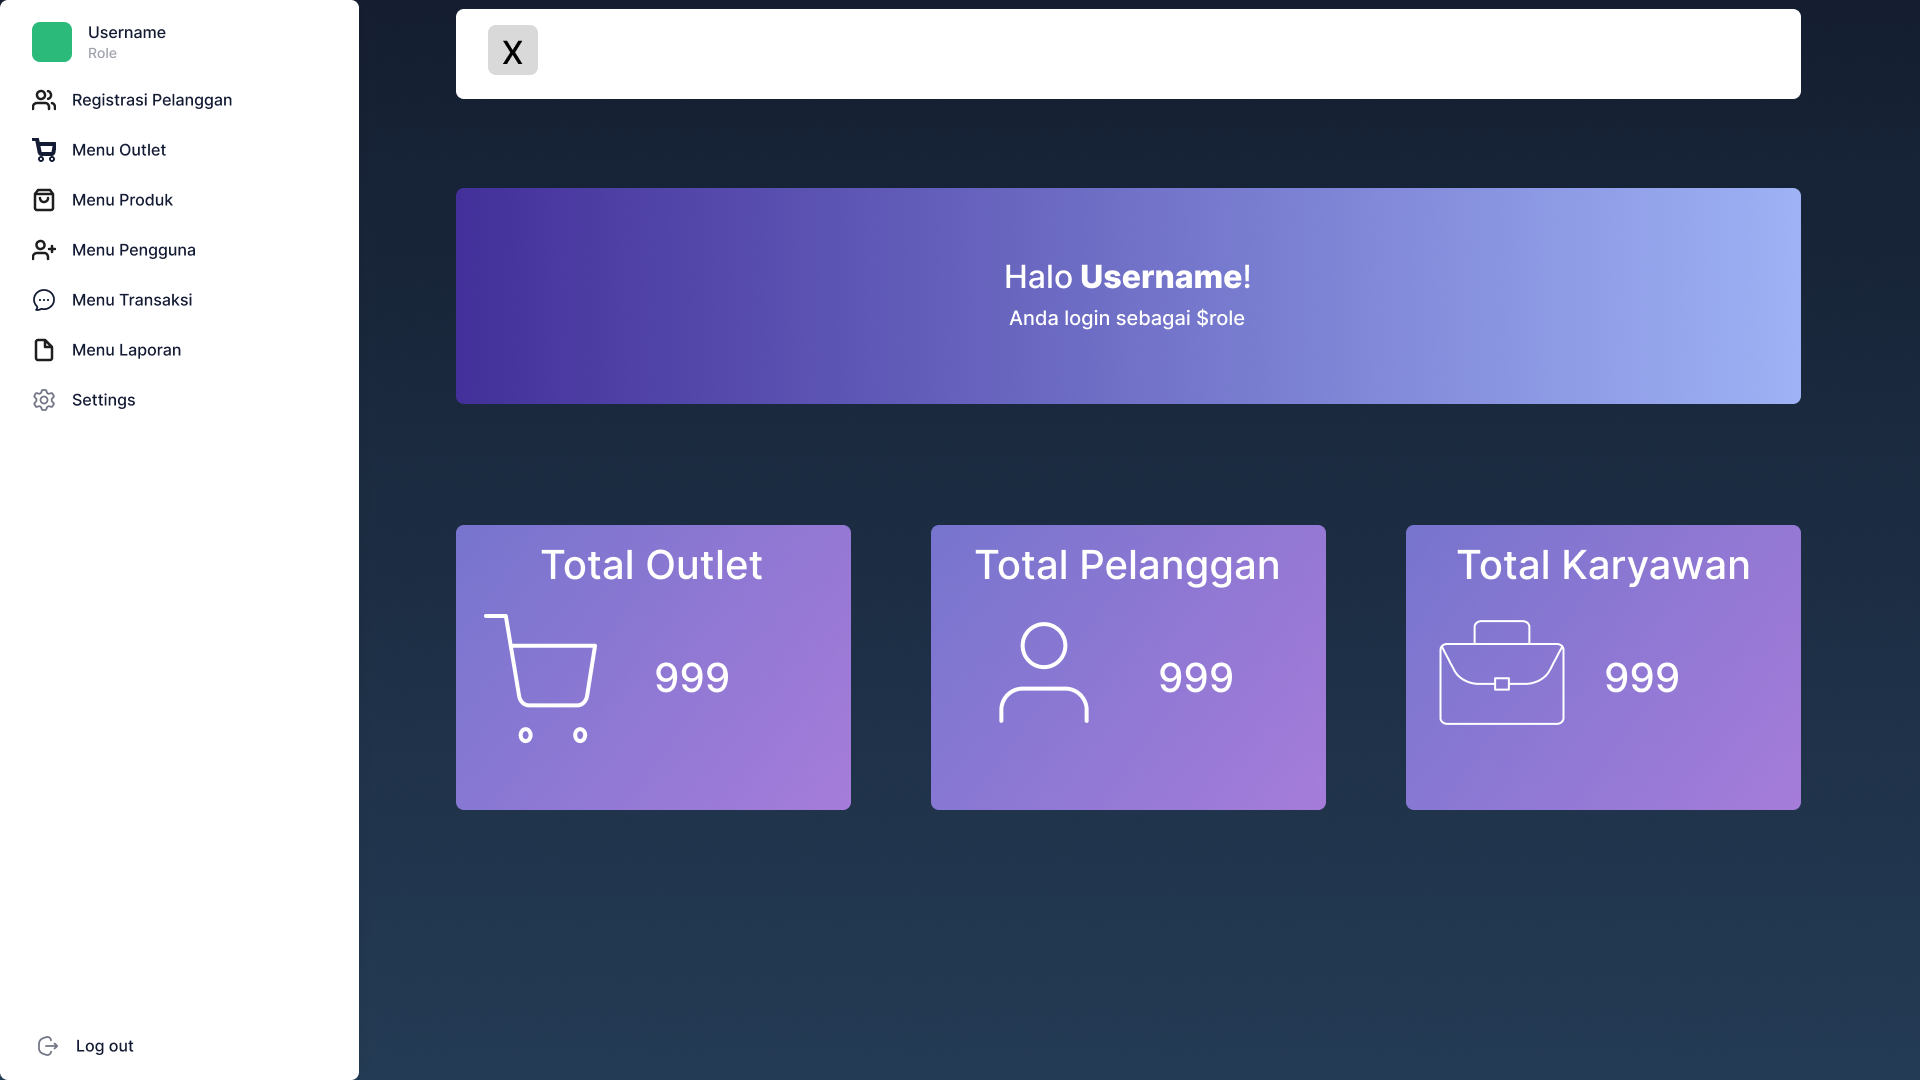 Username
Role
Registrasi Pelanggan
Menu Outlet
Menu Produk
Menu Pengguna
Menu Transaksi
Menu Laporan
Settings
Log out
X
Halo Username!
Anda login sebagai $role
Total Outlet
999
Total Pelanggan
999
Total Karyawan
999